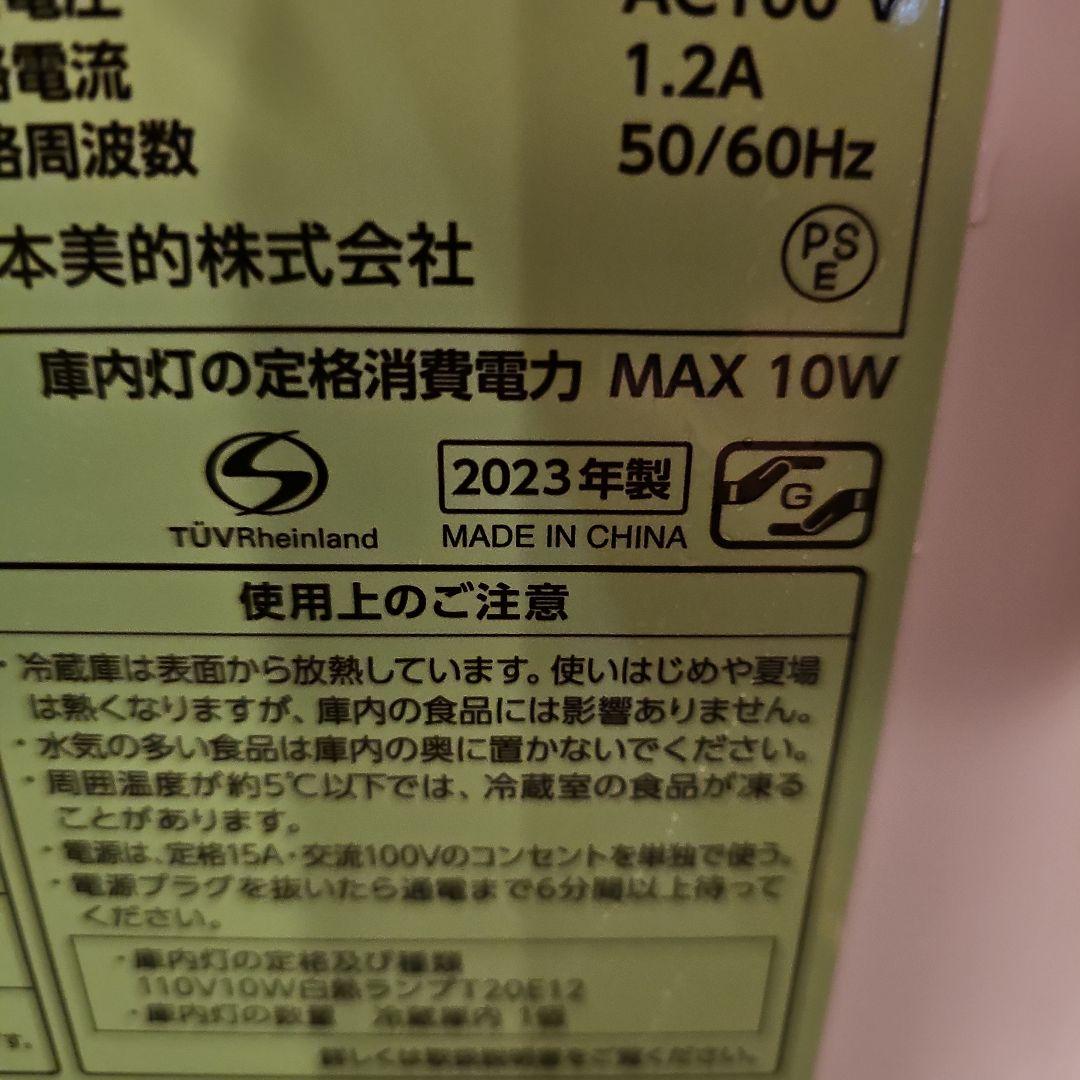 電圧 AC100 V
格電流 1.2A
格周波数 50/60Hz
本美的株式会社 PSE
庫内灯の定格消費電力 MAX 10W
TÜVRheinland
2023年製
MADE IN CHINA
G
使用上のご注意
・冷蔵庫は表面から放熱しています。使いはじめや夏場
は熱くなりますが、庫内の食品には影響ありません。
・水気の多い食品は庫内の奥に置かないでください。
・周囲温度が約5℃以下では、冷蔵室の食品が凍る
ことがあります。
・電源は、定格15A・交流100Vのコンセントを単独で使う。
・電源プラグを抜いたら通電まで6分間以上待って
ください。
・庫内灯の定格及び種類
110V10W白熱ランプT20E12
・庫内灯の数量 冷蔵庫内 1個
す。